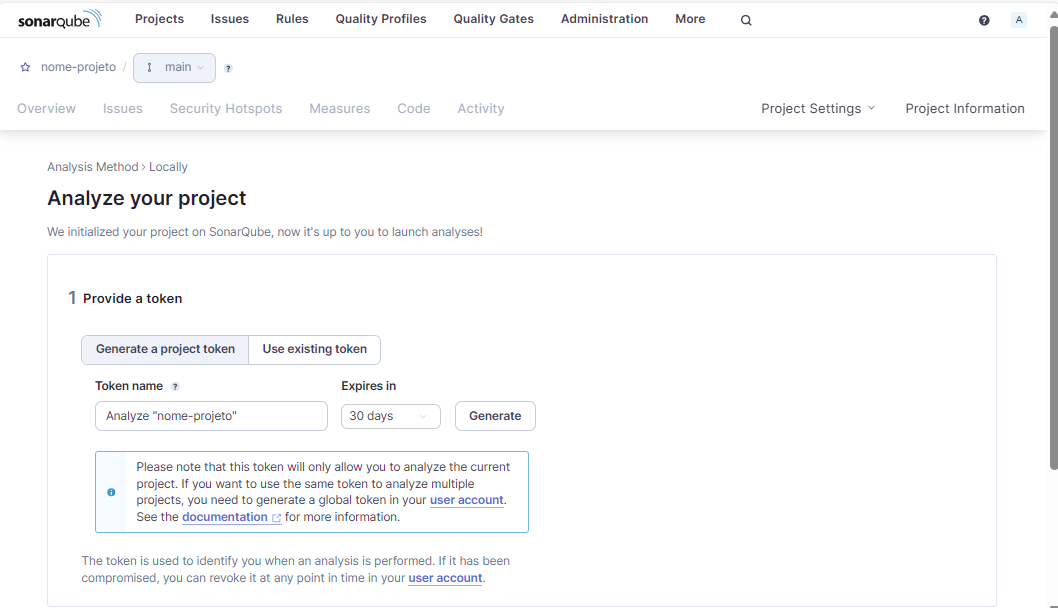 sonarqube Projects Issues Rules Quality Profiles Quality Gates Administration More ? A
nome-projeto / main ?
Overview Issues Security Hotspots Measures Code Activity Project Settings Project Information
Analysis Method › Locally
Analyze your project
We initialized your project on SonarQube, now it's up to you to launch analyses!
1 Provide a token
Generate a project token Use existing token
Token name ? Expires in
Analyze "nome-projeto" 30 days Generate
Please note that this token will only allow you to analyze the current
project. If you want to use the same token to analyze multiple
projects, you need to generate a global token in your user account.
See the documentation for more information.
The token is used to identify you when an analysis is performed. If it has been
compromised, you can revoke it at any point in time in your user account.